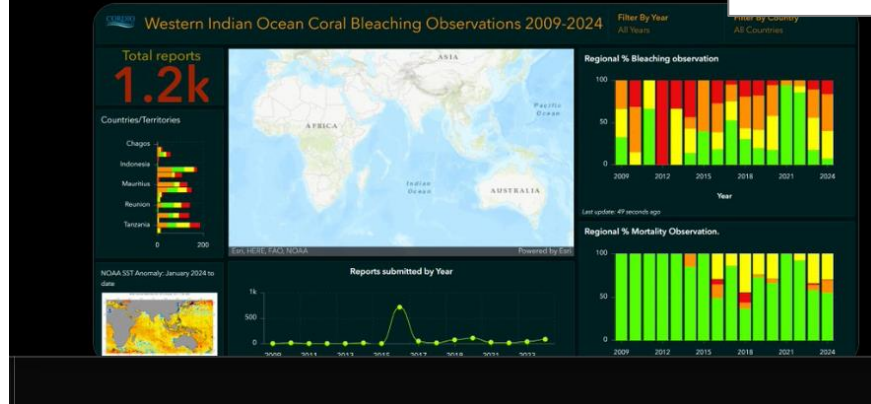 CORDIO
Western Indian Ocean Coral Bleaching Observations 2009-2024
Filter By Year
All Years
Filter By Country
All Countries
Total reports
1.2k
Countries/Territories
Chagos
Indonesia
Mauritius
Reunion
Tanzania
0 200
NOAA SST Anomaly: January 2024 to
date
ASIA
AFRICA
Pacific
Ocean
Indian
Ocean
AUSTRALIA
Esri, HERE, FAO, NOAA
Powered by Esri
Reports submitted by Year
1k
500
0
2009 2011 2013 2015 2017 2019 2021 2023
Regional % Bleaching observation
100
50
0
2009 2012 2015 2018 2021 2024
Year
Last update: 49 seconds ago
Regional % Mortality Observation.
100
50
0
2009 2012 2015 2018 2021 2024